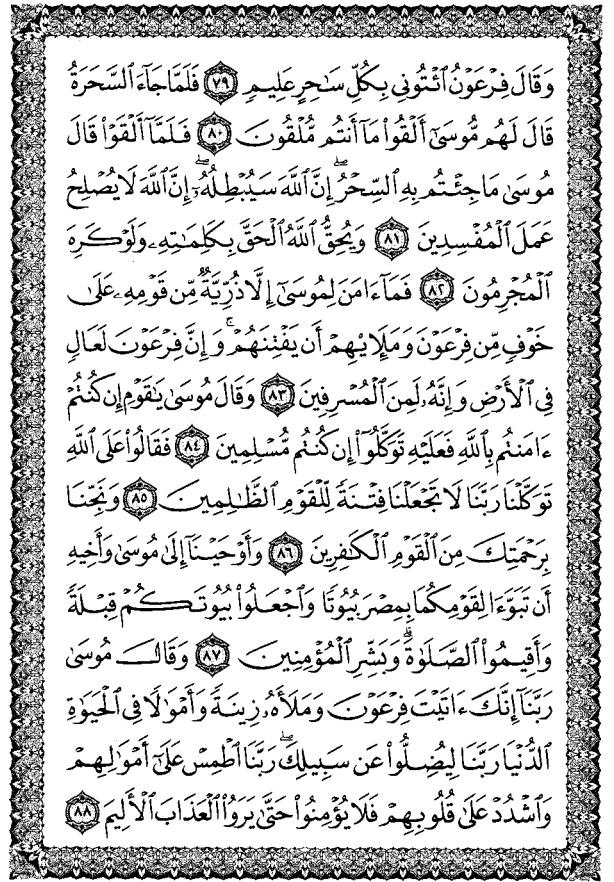 وَقَالَ فِرْعَوْنُ ٱئْتُونِى بِكُلِّ سَٰحِرٍ عَلِيمٍ ٧٩ فَلَمَّا جَآءَ ٱلسَّحَرَةُ
قَالَ لَهُم مُّوسَىٰٓ أَلْقُوا۟ مَآ أَنتُم مُّلْقُونَ ٨٠ فَلَمَّآ أَلْقَوْا۟ قَالَ
مُوسَىٰ مَا جِئْتُم بِهِ ٱلسِّحْرُ ۖ إِنَّ ٱللَّهَ سَيُبْطِلُهُۥٓ ۖ إِنَّ ٱللَّهَ لَا يُصْلِحُ
عَمَلَ ٱلْمُفْسِدِينَ ٨١ وَيُحِقُّ ٱللَّهُ ٱلْحَقَّ بِكَلِمَٰتِهِۦ وَلَوْ كَرِهَ
ٱلْمُجْرِمُونَ ٨٢ فَمَآ ءَامَنَ لِمُوسَىٰٓ إِلَّا ذُرِّيَّةٌ مِّن قَوْمِهِۦ عَلَىٰ
خَوْفٍ مِّن فِرْعَوْنَ وَمَلَإِي۟هِمْ أَن يَفْتِنَهُمْ ۚ وَإِنَّ فِرْعَوْنَ لَعَالٍ
فِى ٱلْأَرْضِ وَإِنَّهُۥ لَمِنَ ٱلْمُسْرِفِينَ ٨٣ وَقَالَ مُوسَىٰ يَٰقَوْمِ إِن كُنتُمْ
ءَامَنتُم بِٱللَّهِ فَعَلَيْهِ تَوَكَّلُوٓا۟ إِن كُنتُم مُّسْلِمِينَ ٨٤ فَقَالُوا۟ عَلَى ٱللَّهِ
تَوَكَّلْنَا رَبَّنَا لَا تَجْعَلْنَا فِتْنَةً لِّلْقَوْمِ ٱلظَّٰلِمِينَ ٨٥ وَنَجِّنَا
بِرَحْمَتِكَ مِنَ ٱلْقَوْمِ ٱلْكَٰفِرِينَ ٨٦ وَأَوْحَيْنَآ إِلَىٰ مُوسَىٰ وَأَخِيهِ
أَن تَبَوَّءَا لِقَوْمِكُمَا بِمِصْرَ بُيُوتًا وَٱجْعَلُوا۟ بُيُوتَكُمْ قِبْلَةً
وَأَقِيمُوا۟ ٱلصَّلَوٰةَ ۗ وَبَشِّرِ ٱلْمُؤْمِنِينَ ٨٧ وَقَالَ مُوسَىٰ
رَبَّنَآ إِنَّكَ ءَاتَيْتَ فِرْعَوْنَ وَمَلَأَهُۥ زِينَةً وَأَمْوَٰلًا فِى ٱلْحَيَوٰةِ
ٱلدُّنْيَا رَبَّنَا لِيُضِلُّوا۟ عَن سَبِيلِكَ ۖ رَبَّنَا ٱطْمِسْ عَلَىٰٓ أَمْوَٰلِهِمْ
وَٱشْدُدْ عَلَىٰ قُلُوبِهِمْ فَلَا يُؤْمِنُوا۟ حَتَّىٰ يَرَوُا۟ ٱلْعَذَابَ ٱلْأَلِيمَ ٨٨